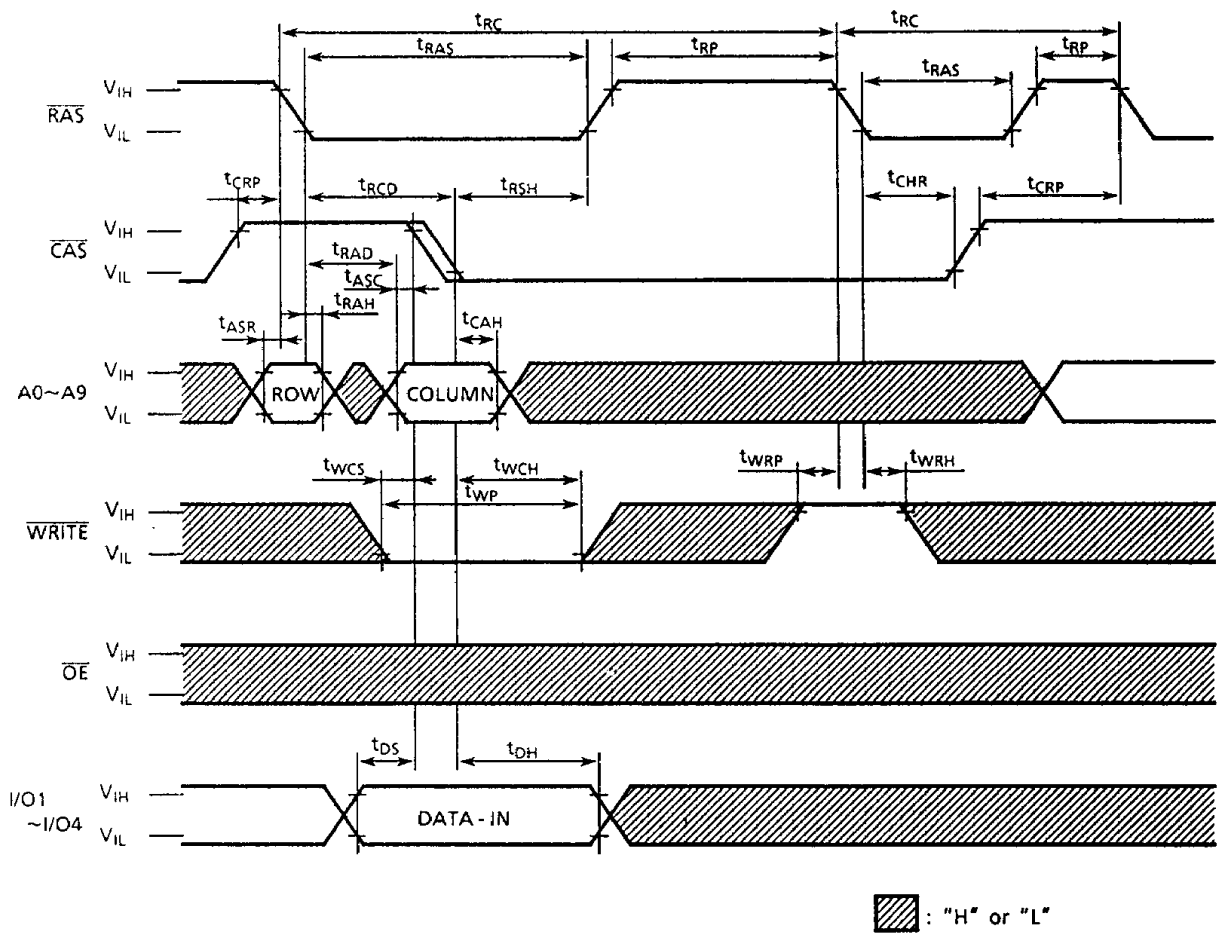 tRC tRC
tRAS tRP tRP
tRAS
RAS VIH
VIL
tCRP tRCD tRSH tCHR tCRP
CAS VIH
VIL
tRAD
tASC
tRAH
tASR tCAH
A0~A9 VIH
VIL
ROW COLUMN
tWCS tWCH tWRP tWRH
tWP
WRITE VIH
VIL
OE VIH
VIL
tDS tDH
I/O1
~I/O4
VIH
VIL
DATA - IN
: "H" or "L"